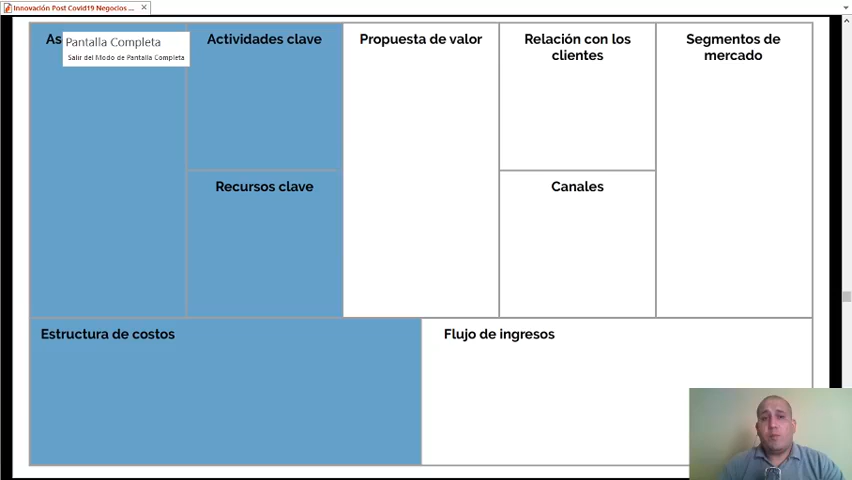 Innovación Post Covid19 Negocios ...
As
Pantalla Completa
Salir del Modo de Pantalla Completa
Actividades clave
Propuesta de valor
Relación con los
clientes
Segmentos de
mercado
Recursos clave
Canales
Estructura de costos
Flujo de ingresos